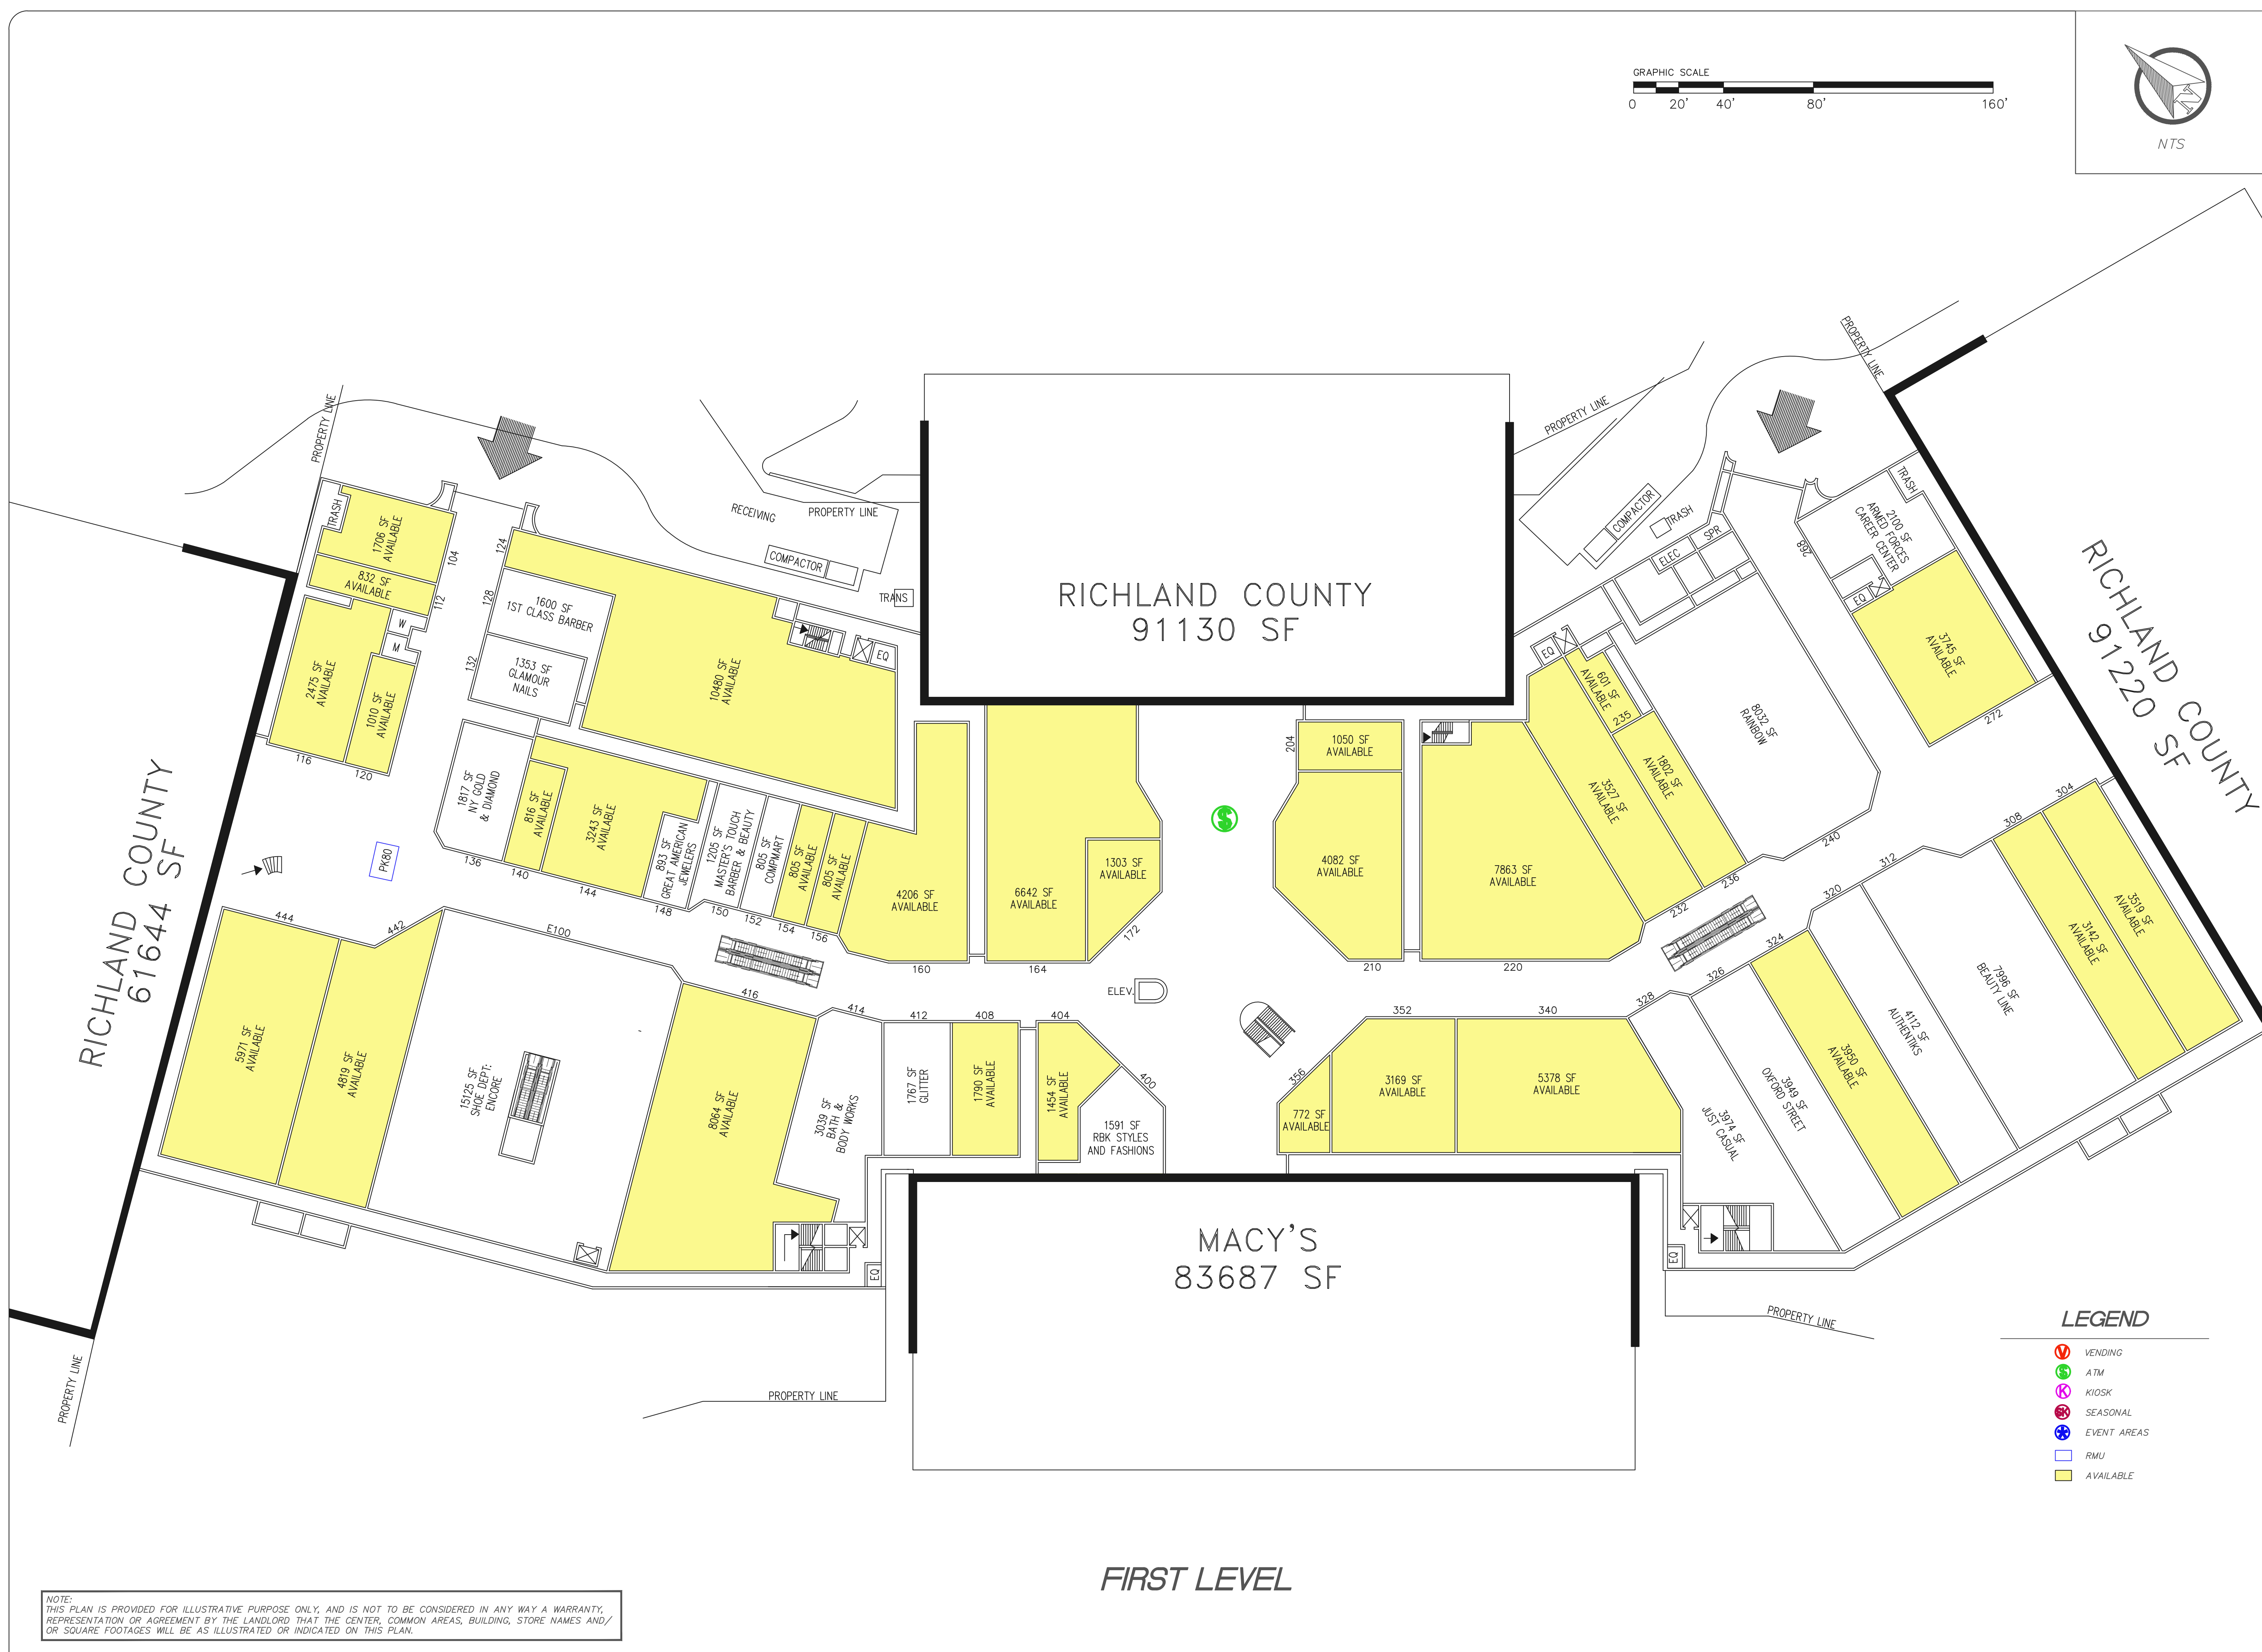 GRAPHIC SCALE
0 20' 40' 80' 160'
N
NTS
PROPERTY LINE
PROPERTY LINE
PROPERTY LINE
RECEIVING
PROPERTY LINE
COMPACTOR
TRANS
COMPACTOR
TRASH
ELEC
SPR
TRASH
1706 SF
AVAILABLE
104
832 SF
AVAILABLE
112
W
M
2475 SF
AVAILABLE
116
1010 SF
AVAILABLE
120
124
128
1600 SF
1ST CLASS BARBER
132
1353 SF
GLAMOUR
NAILS
10480 SF
AVAILABLE
EQ
RICHLAND COUNTY
91130 SF
RICHLAND COUNTY
61644 SF
PK80
1817 SF
NY GOLD
& DIAMOND
136
816 SF
AVAILABLE
140
3243 SF
AVAILABLE
144
893 SF
GREAT AMERICAN
JEWELERS
148
1205 SF
MASTER'S TOUCH
BARBER & BEAUTY
150
805 SF
COMPMART
152
805 SF
AVAILABLE
154
805 SF
AVAILABLE
156
4206 SF
AVAILABLE
160
6642 SF
AVAILABLE
164
1303 SF
AVAILABLE
172
S
204
1050 SF
AVAILABLE
4082 SF
AVAILABLE
210
7863 SF
AVAILABLE
220
3527 SF
AVAILABLE
232
EQ
601 SF
AVAILABLE
235
1802 SF
AVAILABLE
236
8032 SF
RAINBOW
240
268
TRASH
2100 SF
ARMED FORCES
CAREER CENTER
EQ
3745 SF
AVAILABLE
272
RICHLAND COUNTY
91220 SF
304
3519 SF
AVAILABLE
308
3142 SF
AVAILABLE
312
7996 SF
BEAUTY LINE
320
4112 SF
AUTHENTIKS
324
3950 SF
AVAILABLE
326
3949 SF
OXFORD STREET
328
3974 SF
JUST CASUAL
340
5378 SF
AVAILABLE
352
3169 SF
AVAILABLE
356
772 SF
AVAILABLE
ELEV.
400
1591 SF
RBK STYLES
AND FASHIONS
404
1454 SF
AVAILABLE
408
1790 SF
AVAILABLE
412
1767 SF
GLITTER
414
3039 SF
BATH &
BODY WORKS
416
8064 SF
AVAILABLE
E100
15125 SF
SHOE DEPT:
ENCORE
442
4819 SF
AVAILABLE
444
5971 SF
AVAILABLE
EQ
EQ
MACY'S
83687 SF
PROPERTY LINE
PROPERTY LINE
PROPERTY LINE
LEGEND
V VENDING
S ATM
K KIOSK
SK SEASONAL
EVENT AREAS
RMU
AVAILABLE
FIRST LEVEL
NOTE:
THIS PLAN IS PROVIDED FOR ILLUSTRATIVE PURPOSE ONLY, AND IS NOT TO BE CONSIDERED IN ANY WAY A WARRANTY,
REPRESENTATION OR AGREEMENT BY THE LANDLORD THAT THE CENTER, COMMON AREAS, BUILDING, STORE NAMES AND/
OR SQUARE FOOTAGES WILL BE AS ILLUSTRATED OR INDICATED ON THIS PLAN.